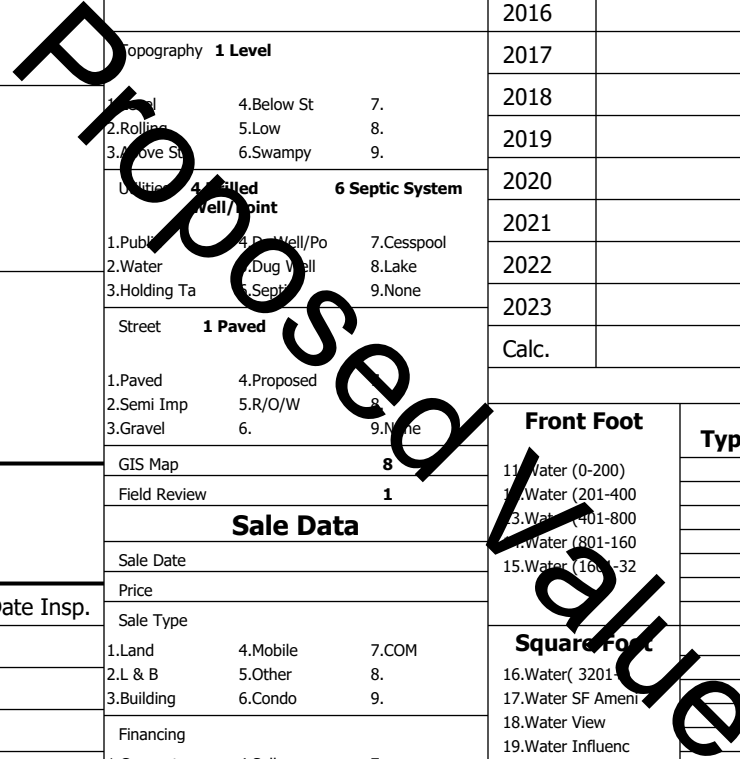 Topography 1 Level
1.Level 4.Below St 7.
2.Rolling 5.Low 8.
3.Above St 6.Swampy 9.
Utilities 4 Drilled Well/Point 6 Septic System
1.Public 4.Dr Well/Po 7.Cesspool
2.Water 5.Dug Well 8.Lake
3.Holding Ta 6.Septic 9.None
Street 1 Paved
1.Paved 4.Proposed 7.
2.Semi Imp 5.R/O/W 8.
3.Gravel 6. 9.None
GIS Map 8
Field Review 1
Sale Data
Sale Date
Price
Sale Type
1.Land 4.Mobile 7.COM
2.L & B 5.Other 8.
3.Building 6.Condo 9.
Financing
Date Insp.
2016
2017
2018
2019
2020
2021
2022
2023
Calc.
Front Foot
11.Water (0-200)
12.Water (201-400
13.Water (401-800
14.Water (801-160
15.Water (1601-32
Square Foot
16.Water( 3201-
17.Water SF Ameni
18.Water View
19.Water Influenc
Typ
Proposed Value